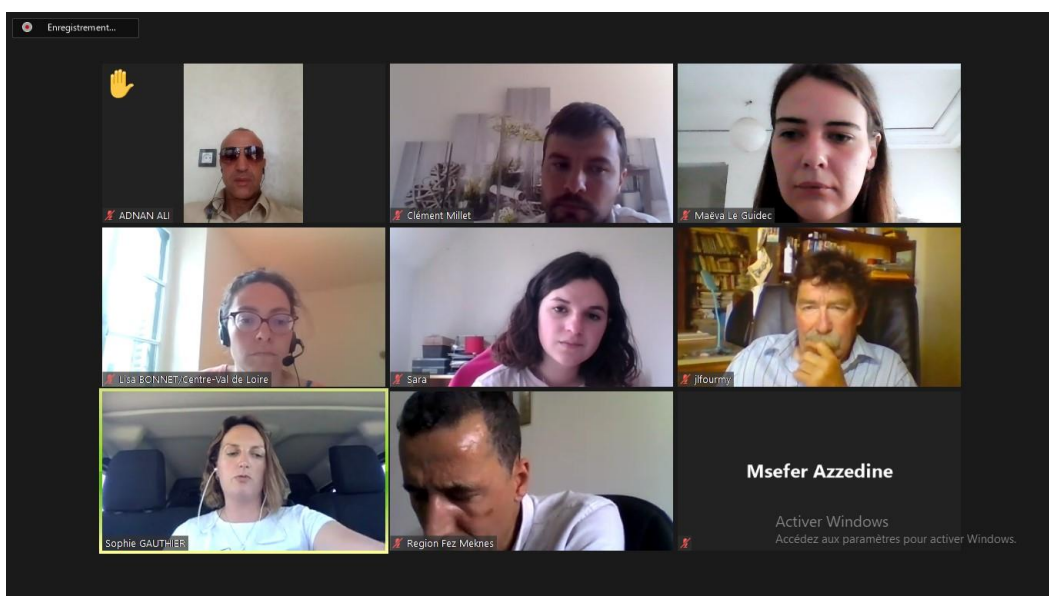 Enregistrement...
ADNAN ALI
Clément Millet
Maëva Le Guidec
Lisa BONNET/Centre-Val de Loire
Sara
jlfourmy
Sophie GAUTHIER
Region Fez Meknes
Msefer Azzedine
Activer Windows
Accédez aux paramètres pour activer Windows.